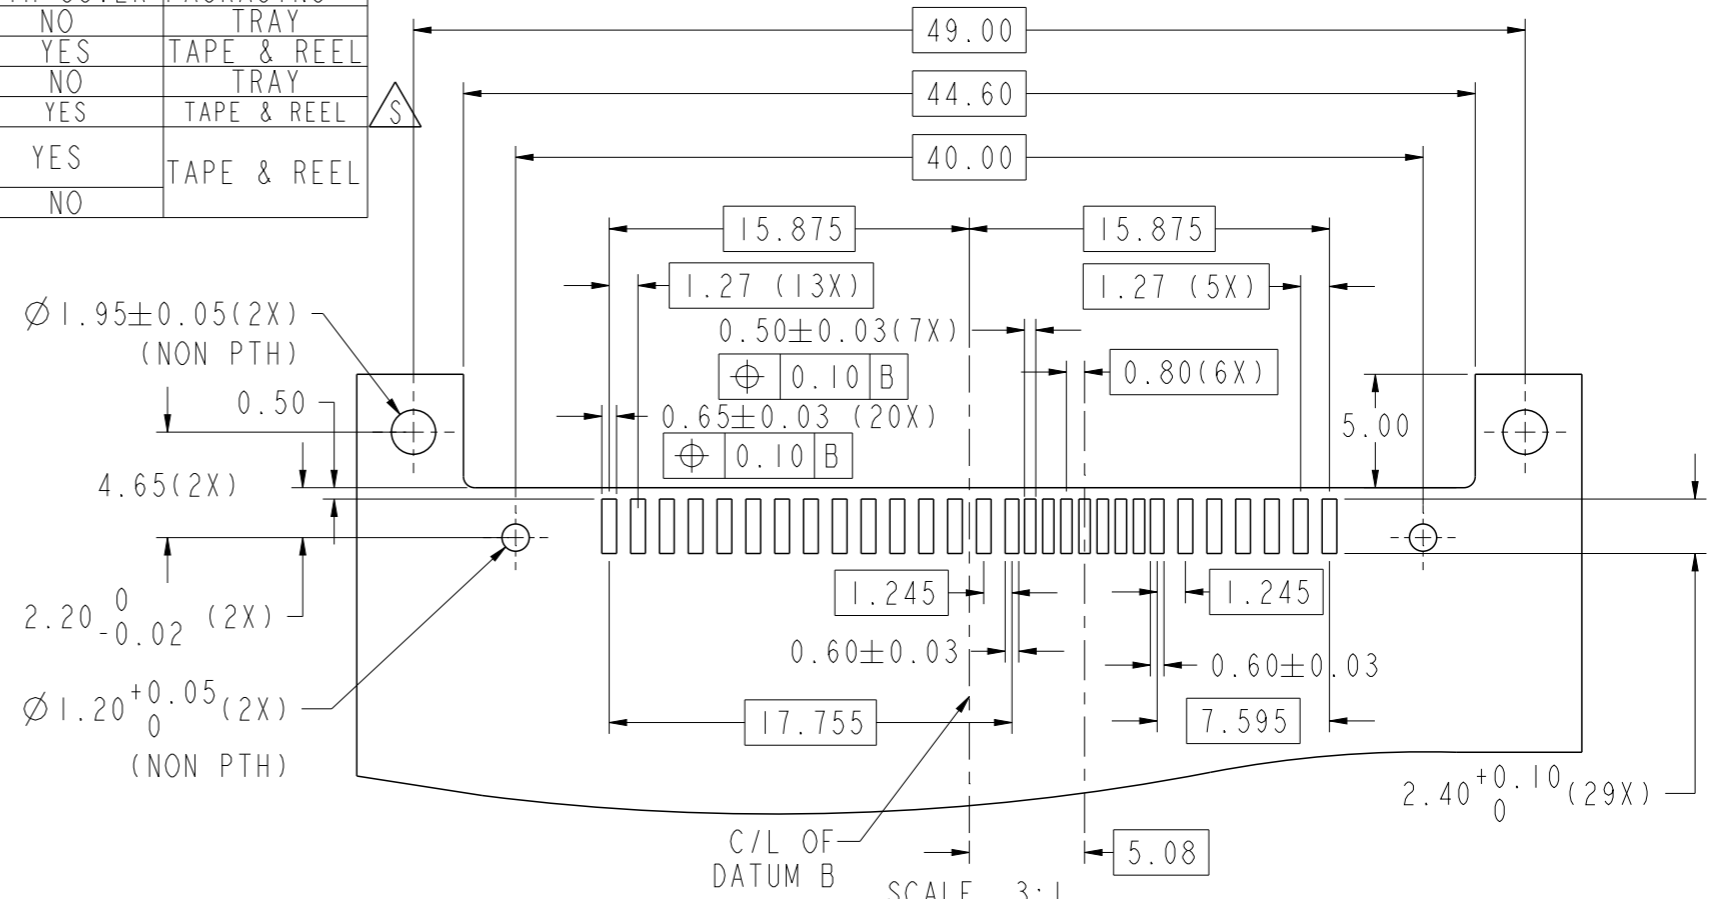 PACKAGING
NO TRAY
YES TAPE & REEL
NO TRAY
YES TAPE & REEL
S
YES TAPE & REEL
NO
49.00
44.60
40.00
15.875 15.875
1.27 (13X) 1.27 (5X)
Ø1.95±0.05(2X)
(NON PTH)
0.50±0.03(7X)
⌖ 0.10 B
0.80(6X)
0.50
0.65±0.03 (20X)
⌖ 0.10 B
5.00
4.65(2X)
1.245 1.245
2.20 0 -0.02 (2X)
0.60±0.03 0.60±0.03
Ø1.20 +0.05 0 (2X)
(NON PTH)
17.755 7.595
2.40 +0.10 0 (29X)
C/L OF
DATUM B
5.08
SCALE 3:1